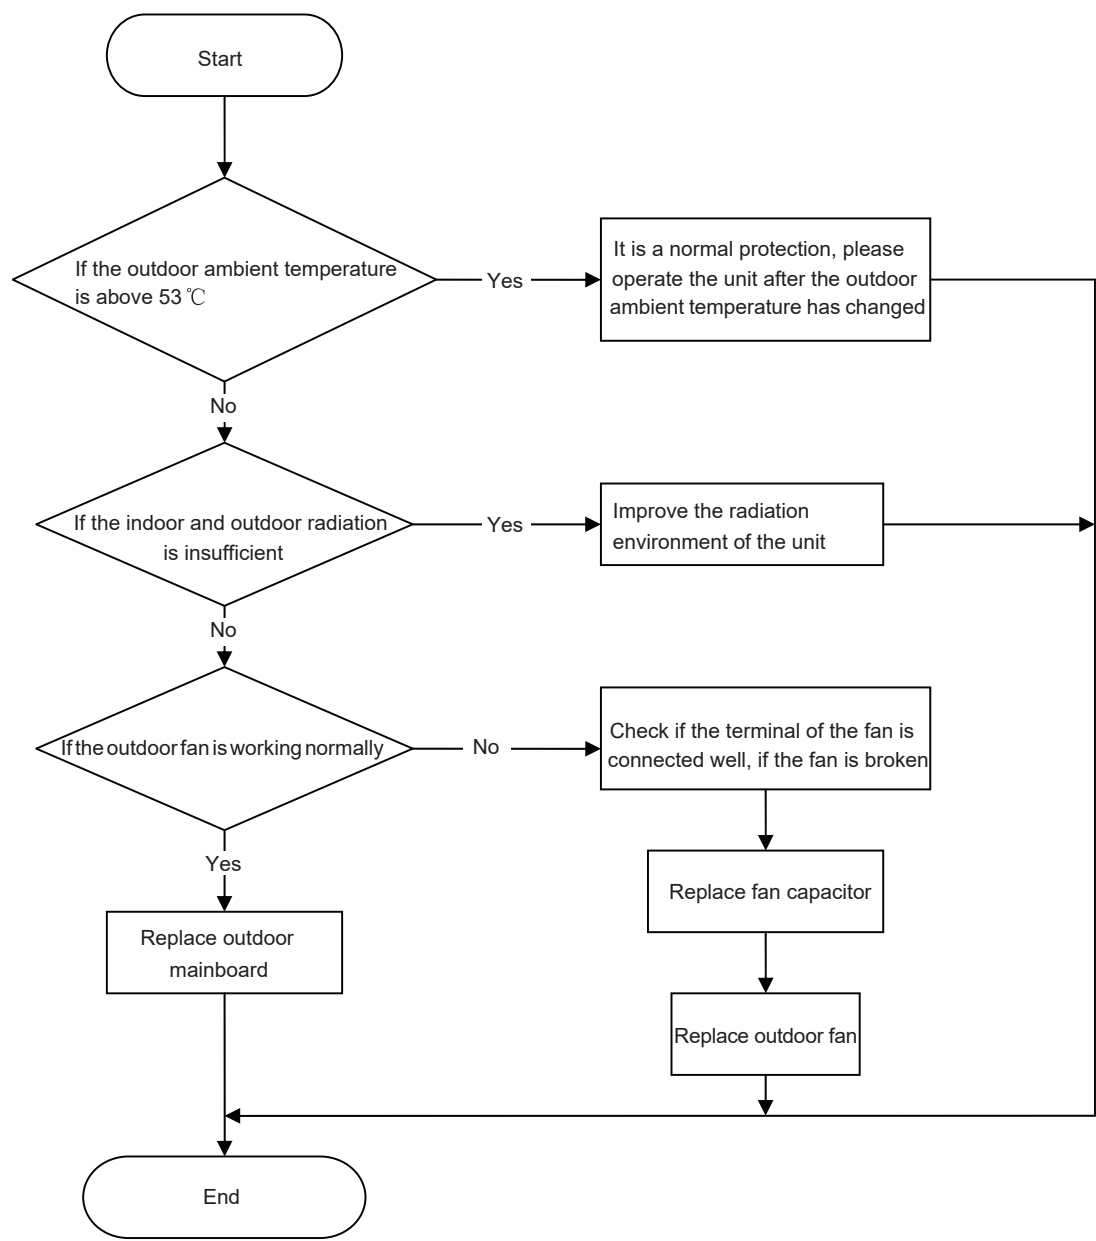 Start
If the outdoor ambient temperature
is above 53 ℃
Yes
It is a normal protection, please
operate the unit after the outdoor
ambient temperature has changed
No
If the indoor and outdoor radiation
is insufficient
Yes
Improve the radiation
environment of the unit
No
If the outdoor fan is working normally
No
Check if the terminal of the fan is
connected well, if the fan is broken
Yes
Replace fan capacitor
Replace outdoor
mainboard
Replace outdoor fan
End